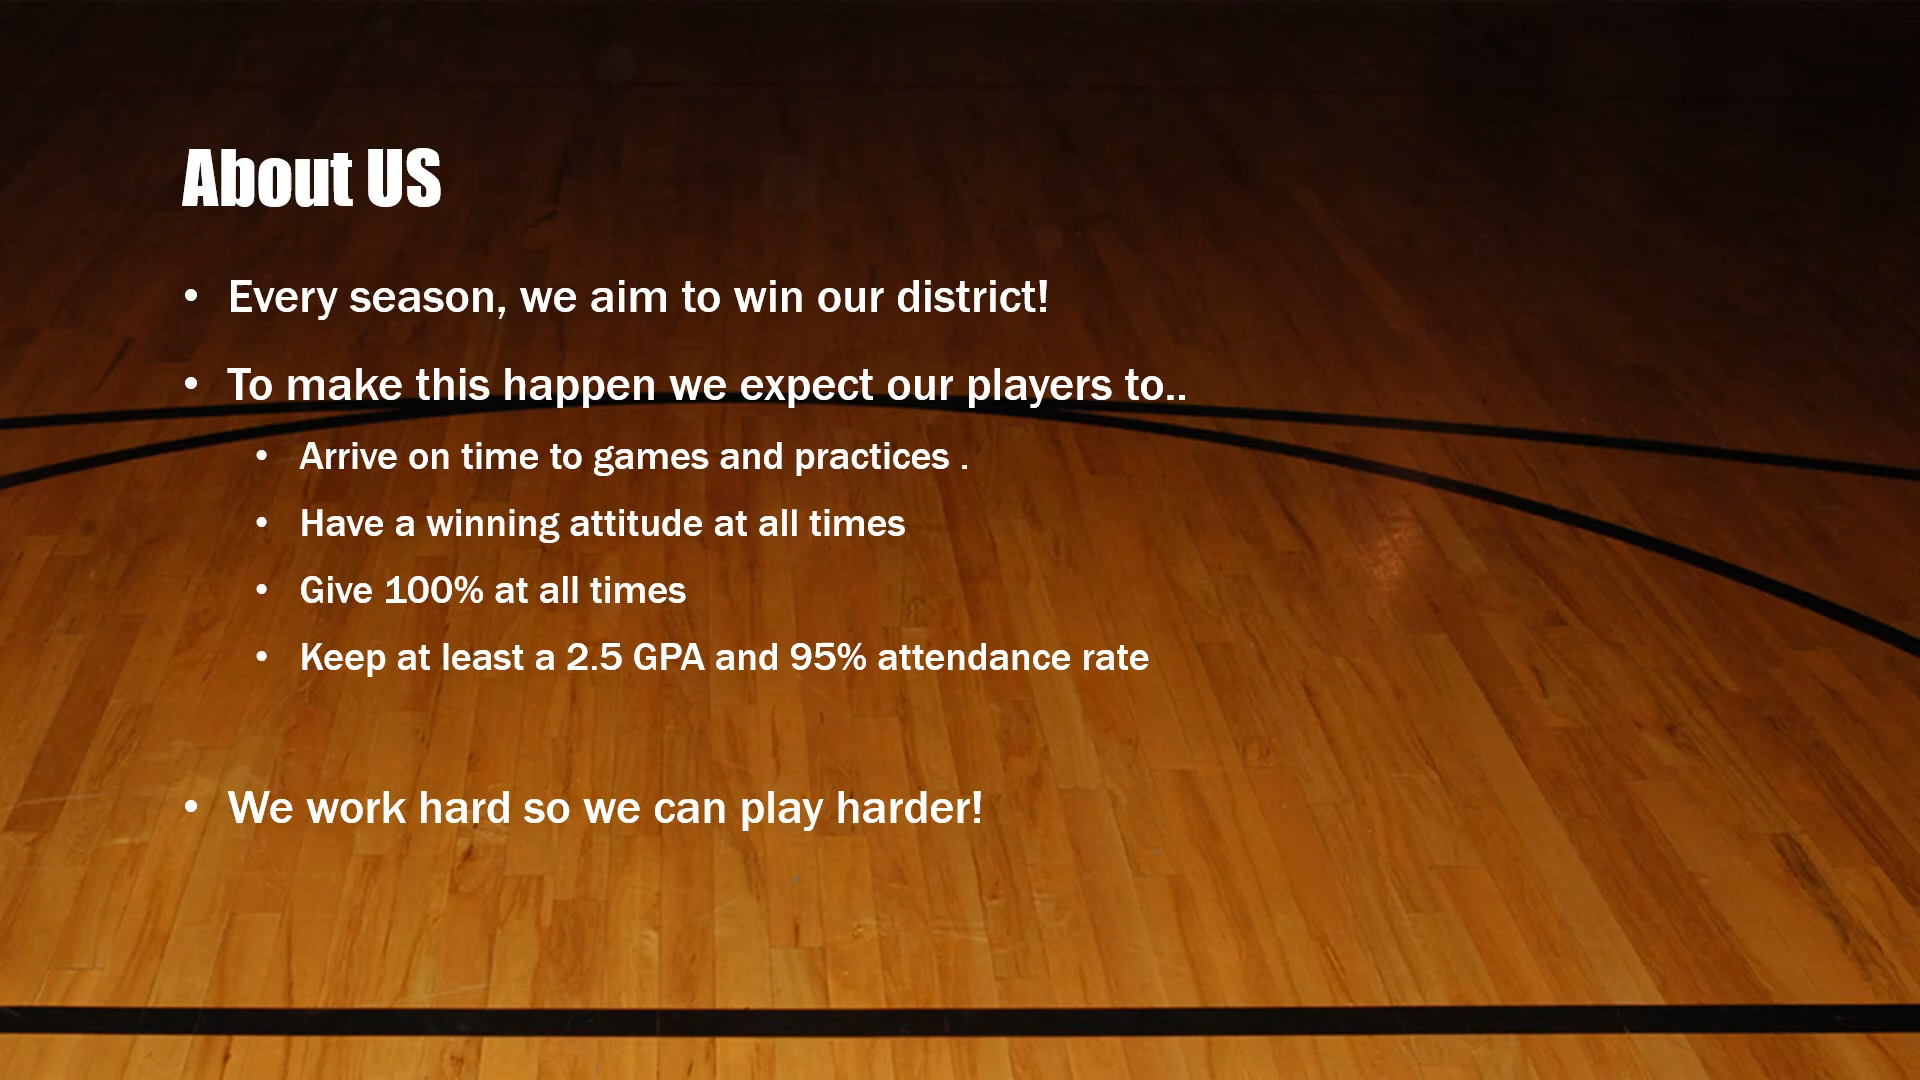 About US
• Every season, we aim to win our district!
• To make this happen we expect our players to..
• Arrive on time to games and practices .
• Have a winning attitude at all times
• Give 100% at all times
• Keep at least a 2.5 GPA and 95% attendance rate
• We work hard so we can play harder!